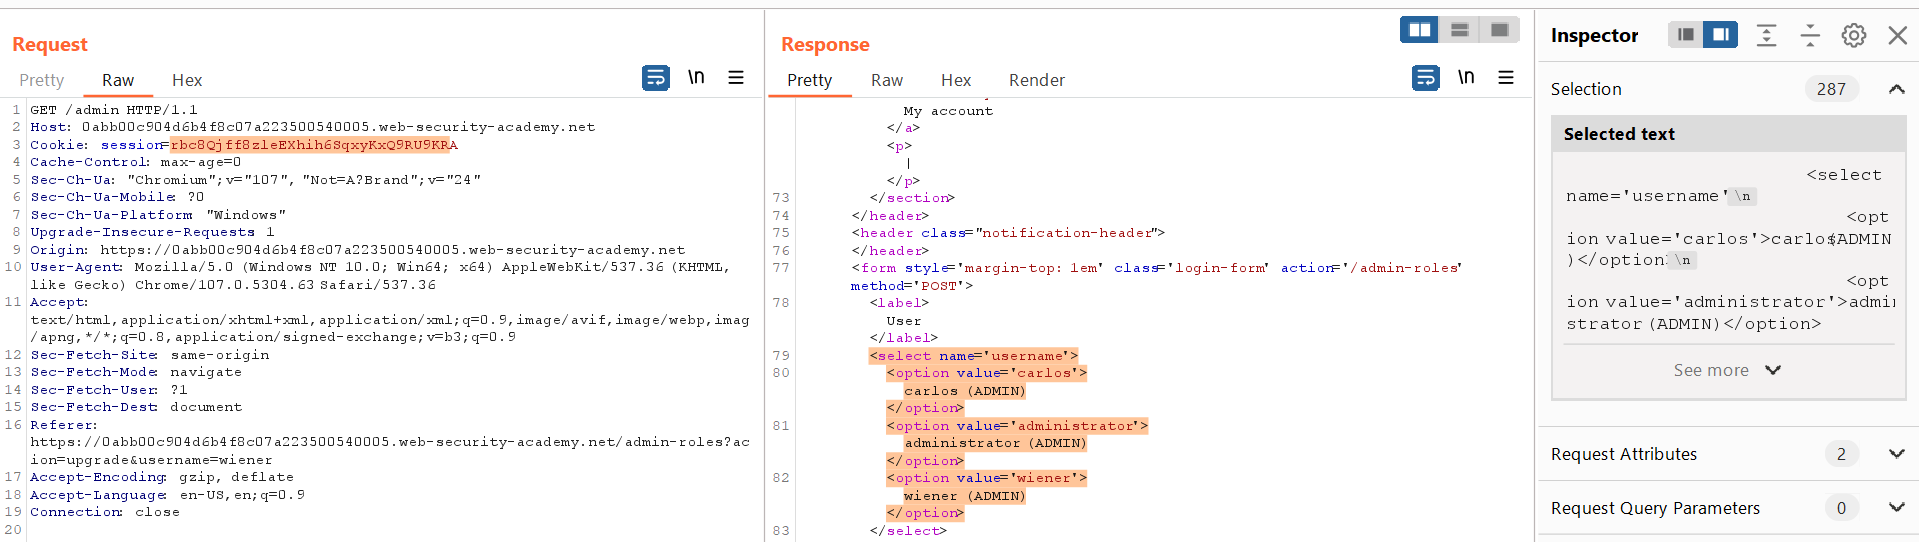 Request
Pretty Raw Hex \n
1 GET /admin HTTP/1.1
2 Host: 0abb00c904d6b4f8c07a223500540005.web-security-academy.net
3 Cookie: session=rbc8Qjff8zleEXhih6SqxyKxQ9RU9KRA
4 Cache-Control: max-age=0
5 Sec-Ch-Ua: "Chromium";v="107", "Not=A?Brand";v="24"
6 Sec-Ch-Ua-Mobile: ?0
7 Sec-Ch-Ua-Platform: "Windows"
8 Upgrade-Insecure-Requests: 1
9 Origin: https://0abb00c904d6b4f8c07a223500540005.web-security-academy.net
10 User-Agent: Mozilla/5.0 (Windows NT 10.0; Win64; x64) AppleWebKit/537.36 (KHTML,
like Gecko) Chrome/107.0.5304.63 Safari/537.36
11 Accept:
text/html,application/xhtml+xml,application/xml;q=0.9,image/avif,image/webp,imag
/apng,*/*;q=0.8,application/signed-exchange;v=b3;q=0.9
12 Sec-Fetch-Site: same-origin
13 Sec-Fetch-Mode: navigate
14 Sec-Fetch-User: ?1
15 Sec-Fetch-Dest: document
16 Referer:
https://0abb00c904d6b4f8c07a223500540005.web-security-academy.net/admin-roles?ac
ion=upgrade&username=wiener
17 Accept-Encoding: gzip, deflate
18 Accept-Language: en-US,en;q=0.9
19 Connection: close
20
Response
Pretty Raw Hex Render \n
My account
</a>
<p>
|
</p>
73 </section>
74 </header>
75 <header class="notification-header">
76 </header>
77 <form style='margin-top: 1em' class='login-form' action='/admin-roles'
method='POST'>
78 <label>
User
</label>
79 <select name='username'>
80 <option value='carlos'>
carlos (ADMIN)
</option>
81 <option value='administrator'>
administrator (ADMIN)
</option>
82 <option value='wiener'>
wiener (ADMIN)
</option>
83 </select>
Inspector
Selection 287
Selected text
<select
name='username' \n
<opt
ion value='carlos'>carlos(ADMIN
)</option> \n
<opt
ion value='administrator'>admin
strator (ADMIN)</option>
See more
Request Attributes 2
Request Query Parameters 0